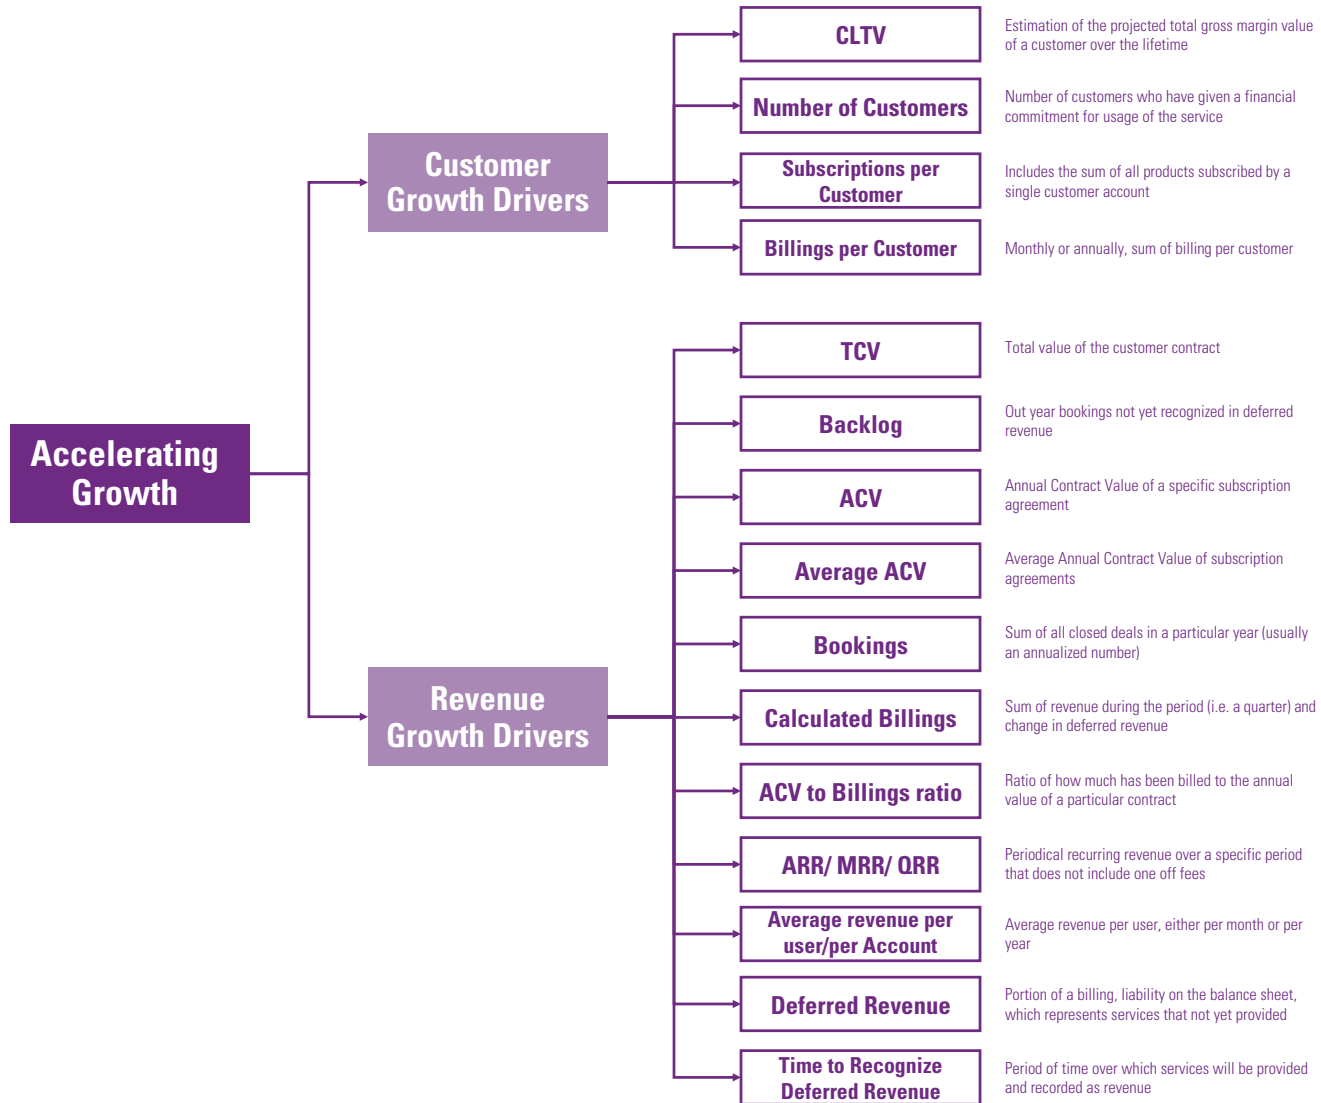 CLTV
Estimation of the projected total gross margin value
of a customer over the lifetime
Number of Customers
Number of customers who have given a financial
commitment for usage of the service
Customer
Growth Drivers
Subscriptions per
Customer
Includes the sum of all products subscribed by a
single customer account
Billings per Customer
Monthly or annually, sum of billing per customer
TCV
Total value of the customer contract
Backlog
Out year bookings not yet recognized in deferred
revenue
Accelerating
Growth
ACV
Annual Contract Value of a specific subscription
agreement
Average ACV
Average Annual Contract Value of subscription
agreements
Bookings
Sum of all closed deals in a particular year (usually
an annualized number)
Revenue
Growth Drivers
Calculated Billings
Sum of revenue during the period (i.e. a quarter) and
change in deferred revenue
ACV to Billings ratio
Ratio of how much has been billed to the annual
value of a particular contract
ARR/ MRR/ QRR
Periodical recurring revenue over a specific period
that does not include one off fees
Average revenue per
user/per Account
Average revenue per user, either per month or per
year
Deferred Revenue
Portion of a billing, liability on the balance sheet,
which represents services that not yet provided
Time to Recognize
Deferred Revenue
Period of time over which services will be provided
and recorded as revenue